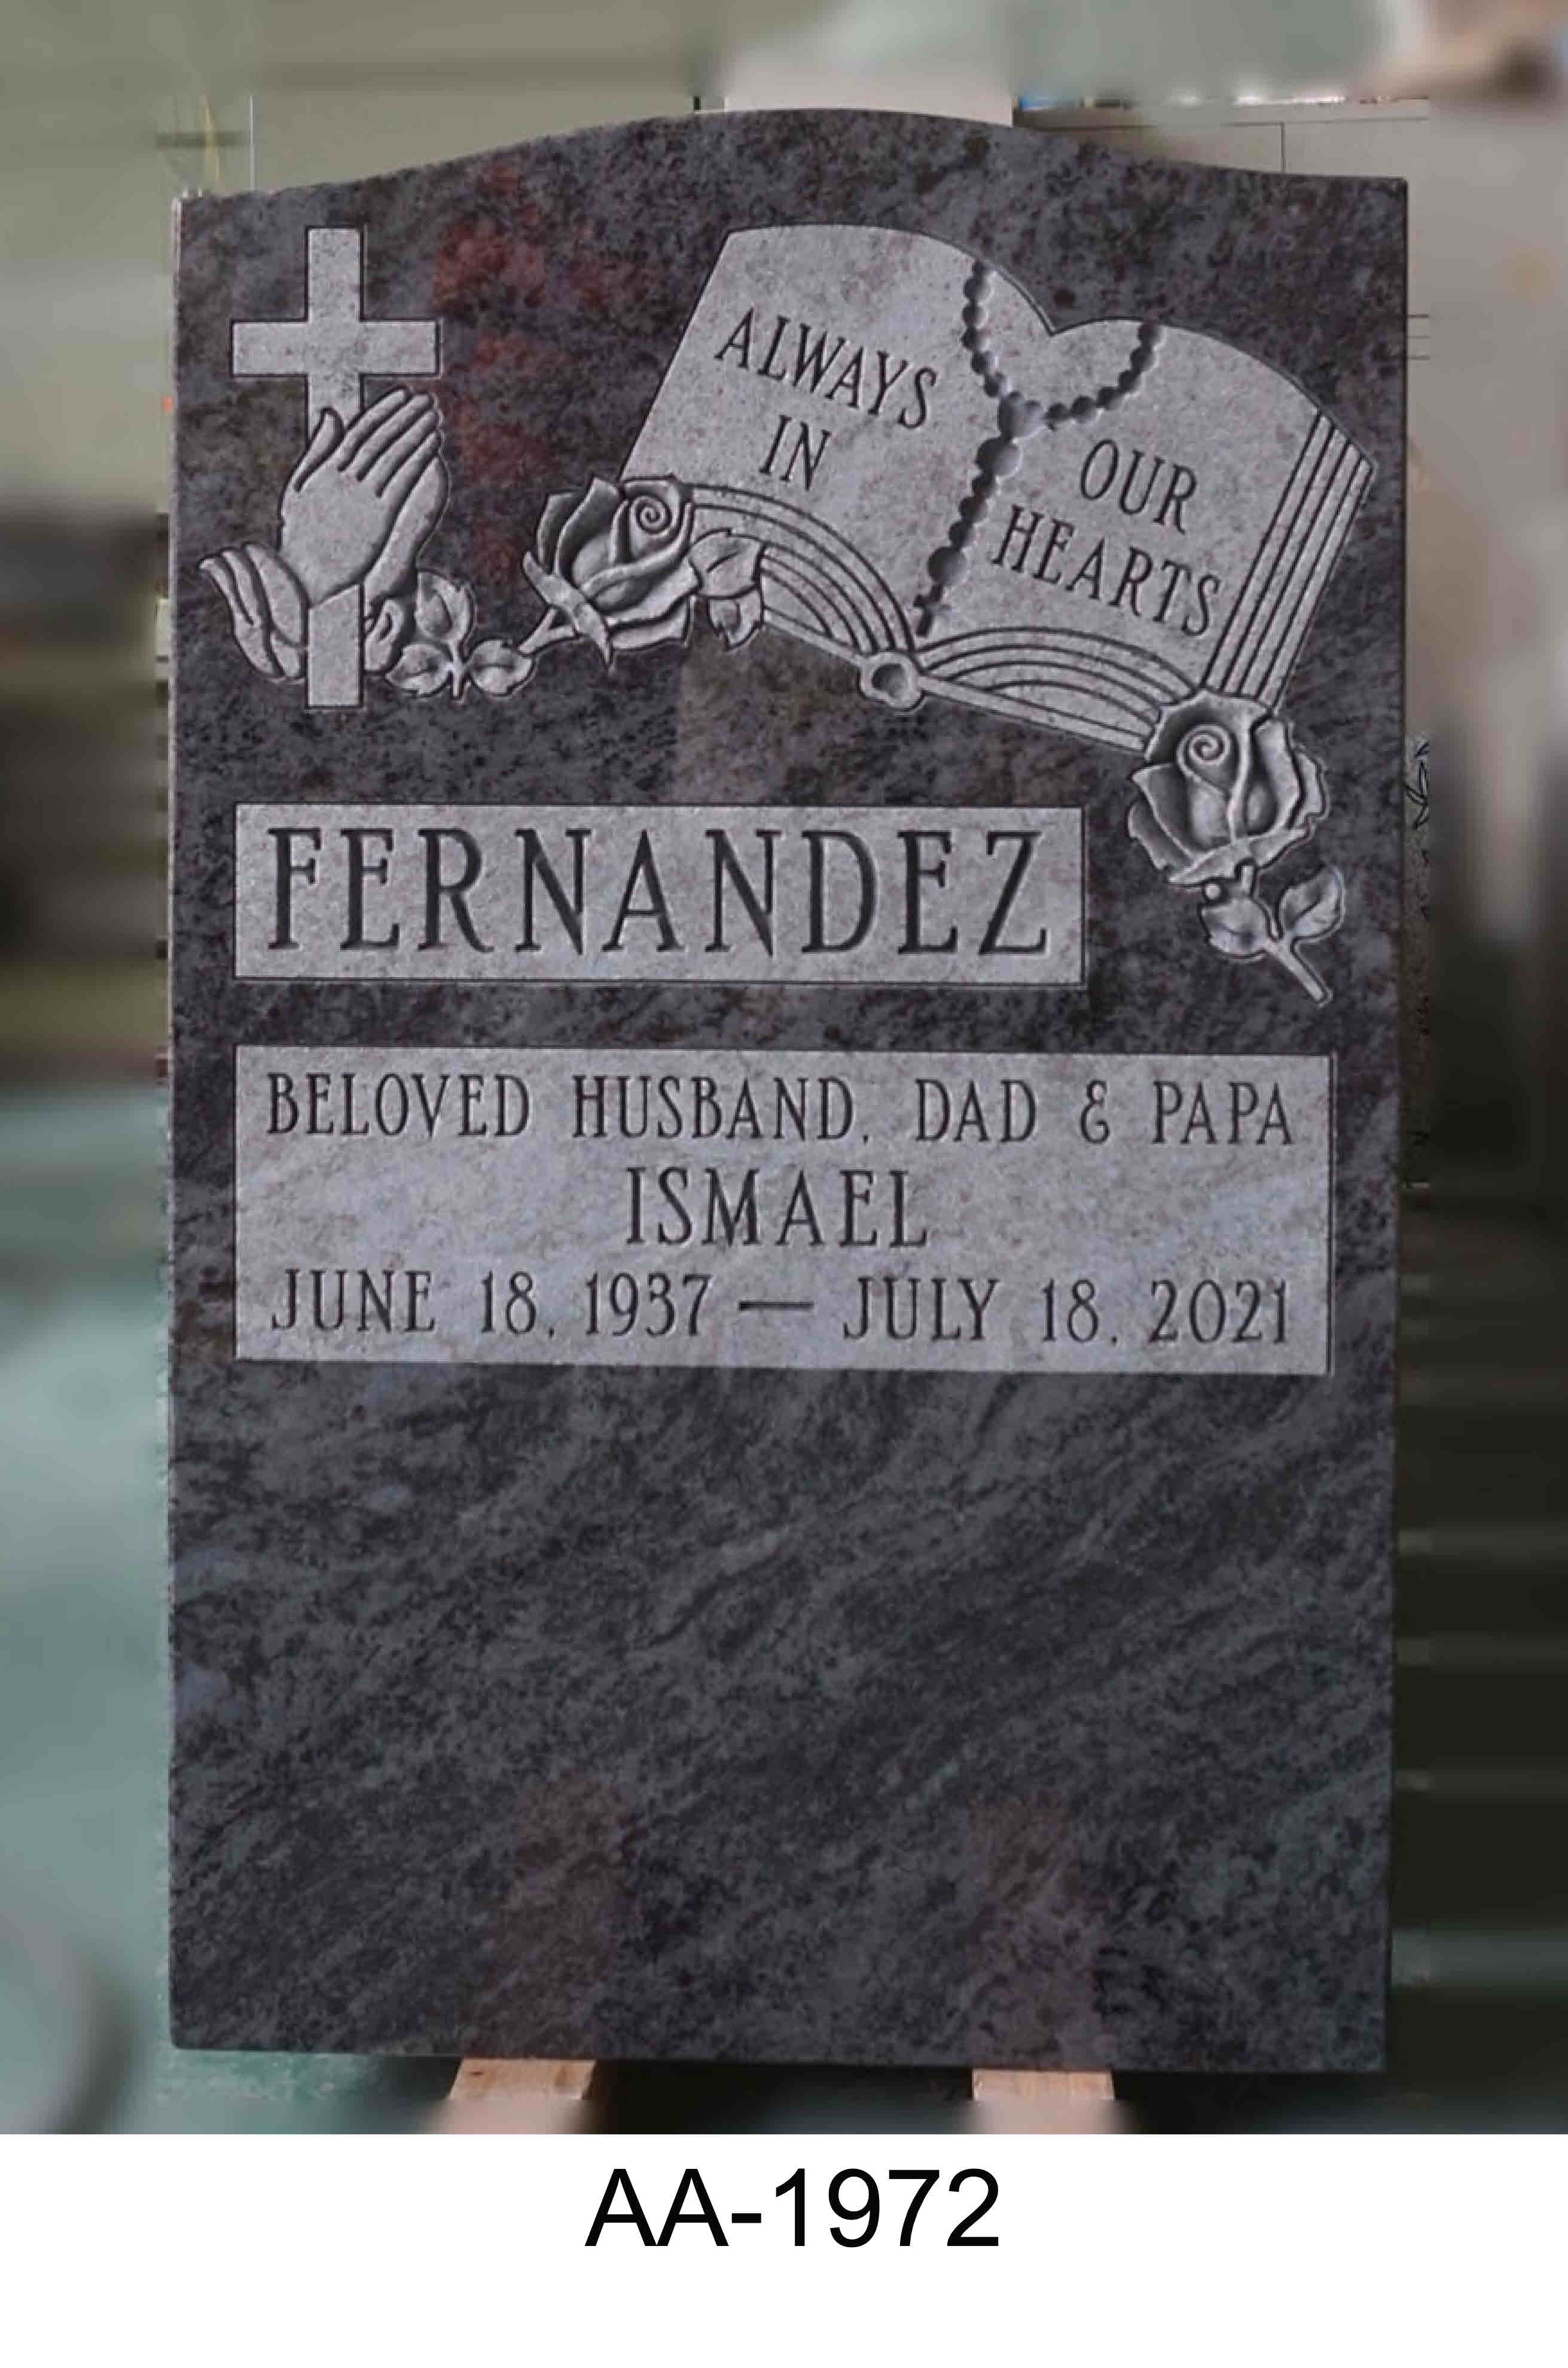 ALWAYS
IN
OUR
HEARTS
FERNANDEZ
BELOVED HUSBAND, DAD & PAPA
ISMAEL
JUNE 18, 1937 — JULY 18, 2021
AA-1972